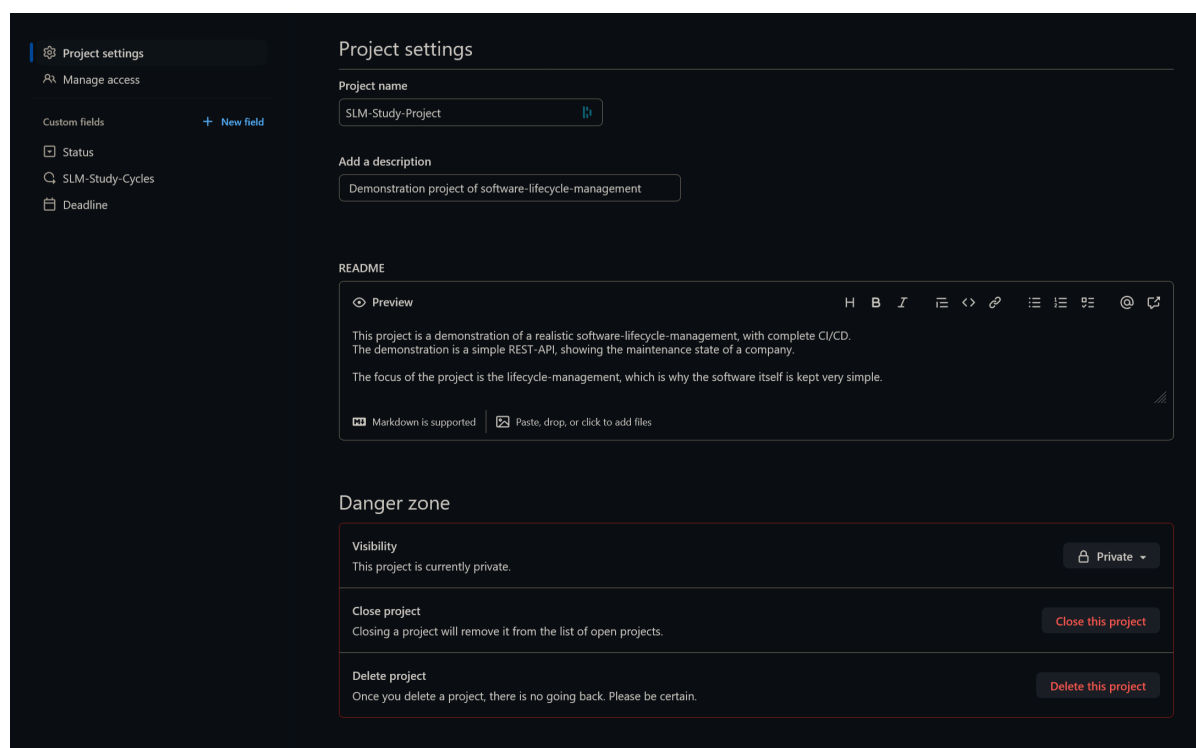 Project settings
Manage access
Custom fields
New field
Status
SLM-Study-Cycles
Deadline
Project settings
Project name
SLM-Study-Project
Add a description
Demonstration project of software-lifecycle-management
README
Preview
This project is a demonstration of a realistic software-lifecycle-management, with complete CI/CD.
The demonstration is a simple REST-API, showing the maintenance state of a company.
The focus of the project is the lifecycle-management, which is why the software itself is kept very simple.
Markdown is supported
Paste, drop, or click to add files
Danger zone
Visibility
This project is currently private.
Private
Close project
Closing a project will remove it from the list of open projects.
Close this project
Delete project
Once you delete a project, there is no going back. Please be certain.
Delete this project